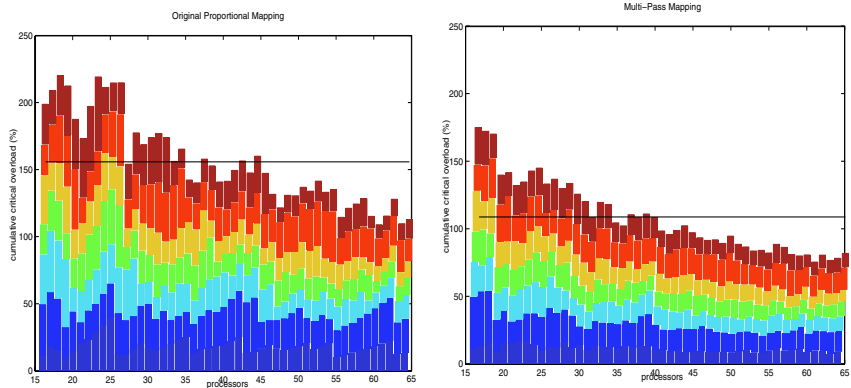 Original Proportional Mapping
250
200
150
100
50
0
cumulative critical overload (%)
15 20 25 30 35 40 45 50 55 60 65
processors
Multi−Pass Mapping
250
200
150
100
50
0
cumulative critical overload (%)
15 20 25 30 35 40 45 50 55 60 65
processors